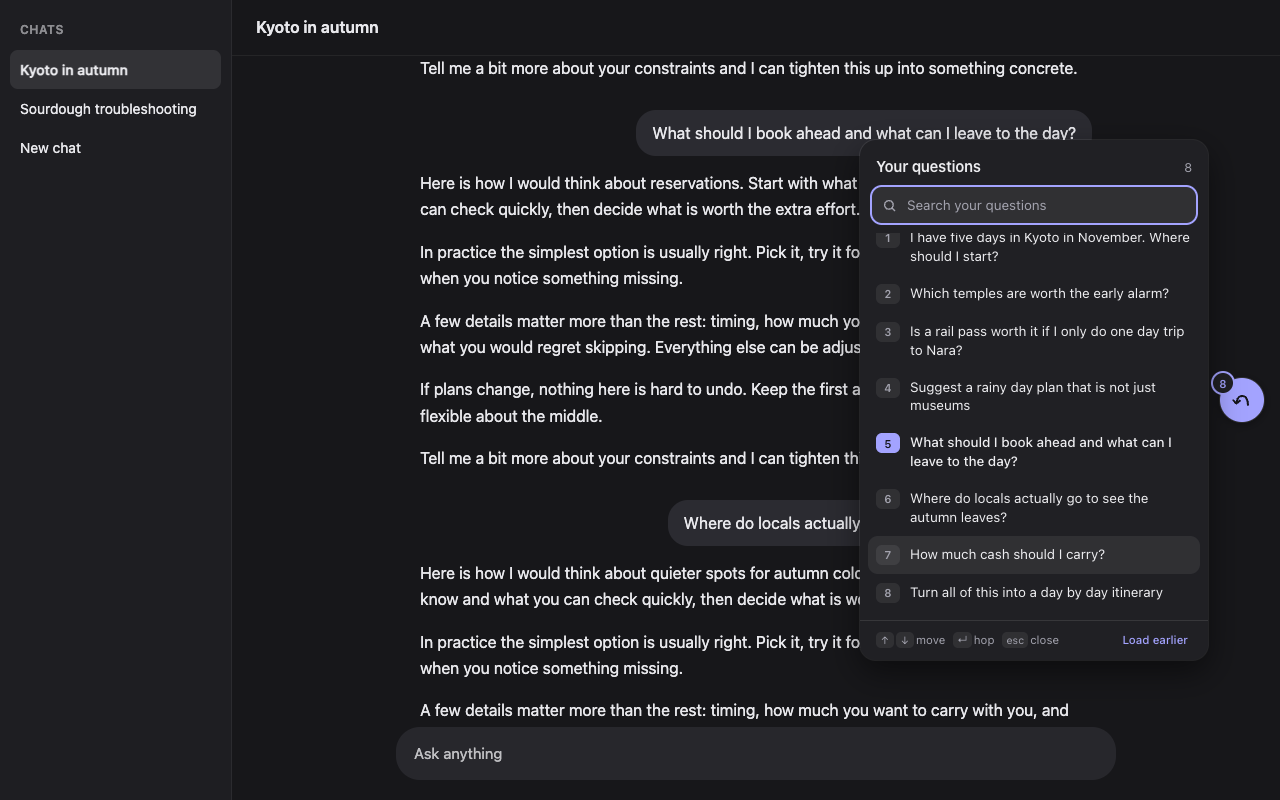 CHATS
Kyoto in autumn
Sourdough troubleshooting
New chat
Kyoto in autumn
Tell me a bit more about your constraints and I can tighten this up into something concrete.
What should I book ahead and what can I leave to the day?
Here is how I would think about reservations. Start with what
can check quickly, then decide what is worth the extra effort.
In practice the simplest option is usually right. Pick it, try it fo
when you notice something missing.
A few details matter more than the rest: timing, how much yo
what you would regret skipping. Everything else can be adjus
If plans change, nothing here is hard to undo. Keep the first a
flexible about the middle.
Tell me a bit more about your constraints and I can tighten thi
Where do locals actually
Here is how I would think about quieter spots for autumn colo
know and what you can check quickly, then decide what is wo
In practice the simplest option is usually right. Pick it, try it fo
when you notice something missing.
A few details matter more than the rest: timing, how much you want to carry with you, and
Ask anything
Your questions 8
Search your questions
1 I have five days in Kyoto in November. Where
should I start?
2 Which temples are worth the early alarm?
3 Is a rail pass worth it if I only do one day trip
to Nara?
4 Suggest a rainy day plan that is not just
museums
5 What should I book ahead and what can I
leave to the day?
6 Where do locals actually go to see the
autumn leaves?
7 How much cash should I carry?
8 Turn all of this into a day by day itinerary
↑ ↓ move ↵ hop esc close Load earlier
8